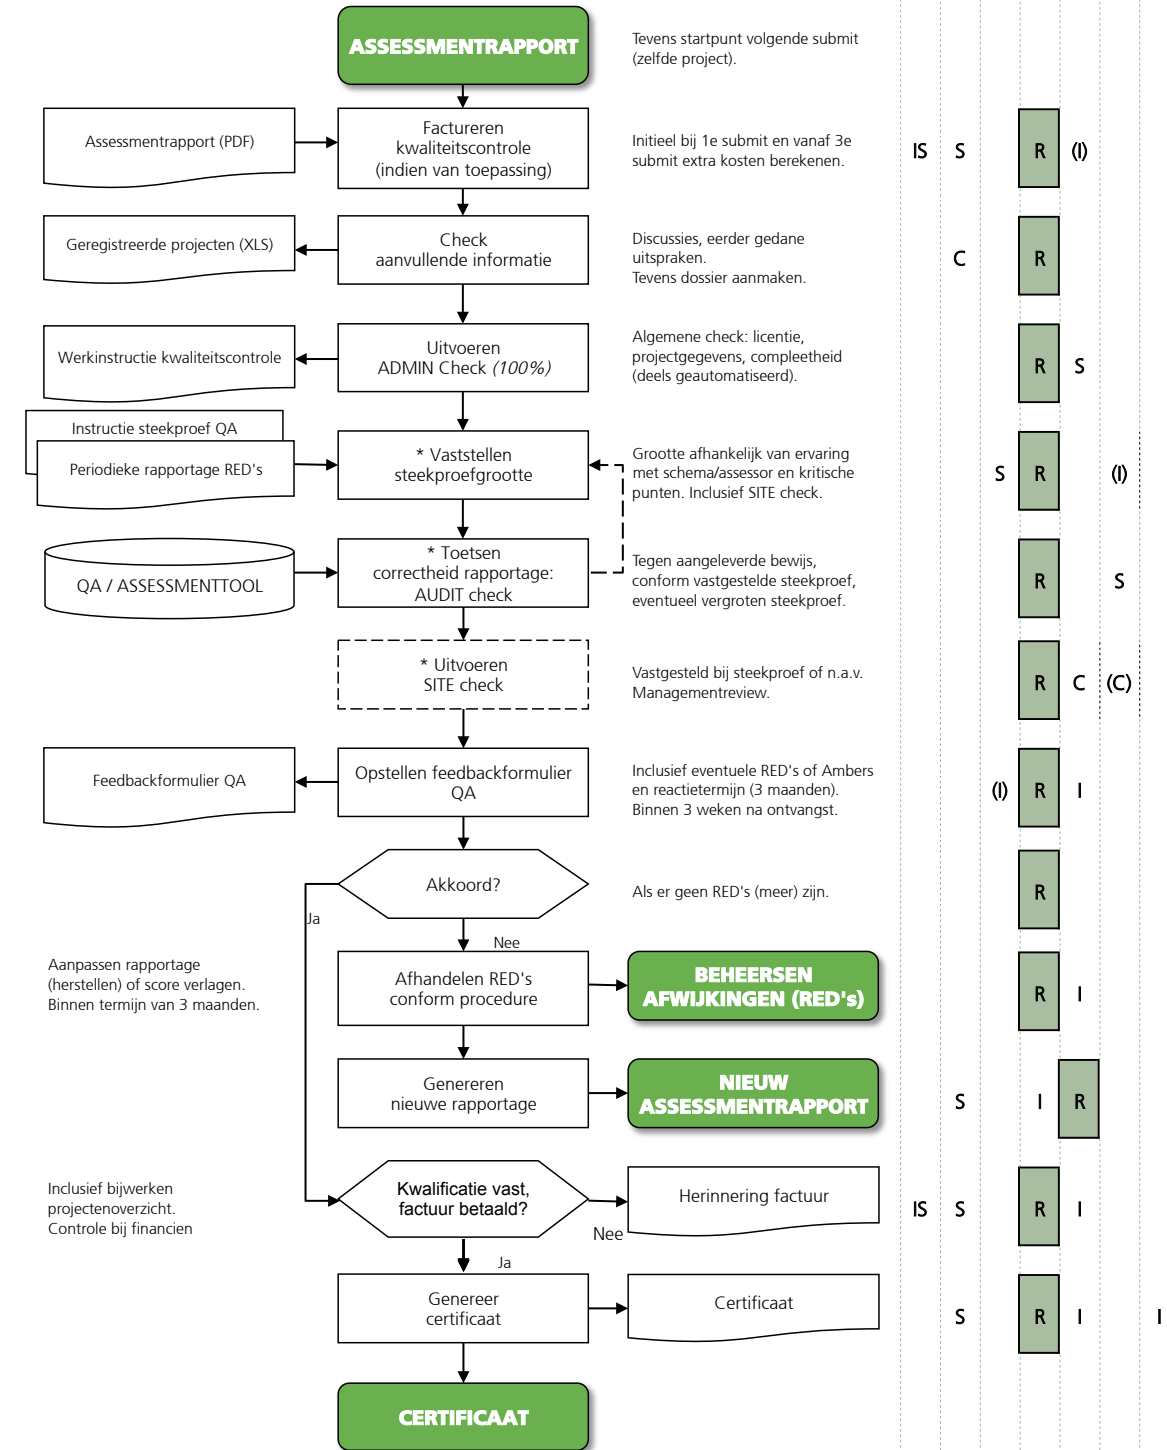 ASSESSMENTRAPPORT
Tevens startpunt volgende submit
(zelfde project).
Assessmentrapport (PDF)
Factureren
kwaliteitscontrole
(indien van toepassing)
Initieel bij 1e submit en vanaf 3e
submit extra kosten berekenen.
IS S R (I)
Geregistreerde projecten (XLS)
Check
aanvullende informatie
Discussies, eerder gedane
uitspraken.
Tevens dossier aanmaken.
C R
Werkinstructie kwaliteitscontrole
Uitvoeren
ADMIN Check (100%)
Algemene check: licentie,
projectgegevens, compleetheid
(deels geautomatiseerd).
R S
Instructie steekproef QA
Periodieke rapportage RED's
* Vaststellen
steekproefgrootte
Grootte afhankelijk van ervaring
met schema/assessor en kritische
punten. Inclusief SITE check.
S R (I)
QA / ASSESSMENTTOOL
* Toetsen
correctheid rapportage:
AUDIT check
Tegen aangeleverde bewijs,
conform vastgestelde steekproef,
eventueel vergroten steekproef.
R S
* Uitvoeren
SITE check
Vastgesteld bij steekproef of n.a.v.
Managementreview.
R C (C)
Feedbackformulier QA
Opstellen feedbackformulier
QA
Inclusief eventuele RED's of Ambers
en reactietermijn (3 maanden).
Binnen 3 weken na ontvangst.
(I) R I
Akkoord?
Als er geen RED's (meer) zijn.
R
Ja
Nee
Aanpassen rapportage
(herstellen) of score verlagen.
Binnen termijn van 3 maanden.
Afhandelen RED's
conform procedure
BEHEERSEN
AFWIJKINGEN (RED's)
R I
Genereren
nieuwe rapportage
NIEUW
ASSESSMENTRAPPORT
S I R
Inclusief bijwerken
projectenoverzicht.
Controle bij financien
Kwalificatie vast,
factuur betaald?
Herinnering factuur
IS S R I
Nee
Ja
Genereer
certificaat
Certificaat
S R I I
CERTIFICAAT